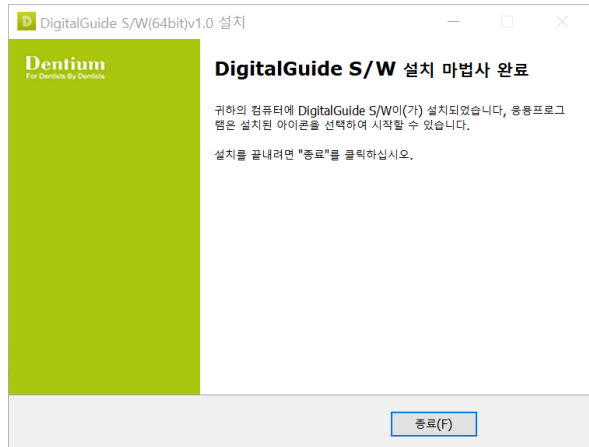 D DigitalGuide S/W(64bit)v1.0 설치
Dentium
For Dentists By Dentists
DigitalGuide S/W 설치 마법사 완료
귀하의 컴퓨터에 DigitalGuide S/W이(가) 설치되었습니다, 응용프로그
램은 설치된 아이콘을 선택하여 시작할 수 있습니다.
설치를 끝내려면 "종료"를 클릭하십시오.
종료(F)